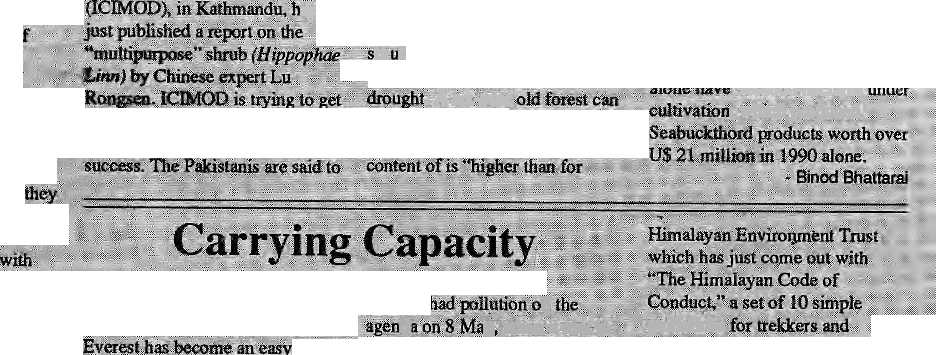 (ICIMOD), in Kathmandu, h
just published a report on the
"multipurpose" shrub (Hippophae
Linn) by Chinese expert Lu
Rongsen. ICIMOD is trying to get
success. The Pakistanis are said to
they
f
s u
drought old forest can
content of is "higher than for
alone have under
cultivation
Seabuckthord products worth over
U$ 21 million in 1990 alone.
- Binod Bhattarai
Carrying Capacity
with
Everest has become an easy
had pollution o the
agen a on 8 Ma ,
Himalayan Environment Trust
which has just come out with
"The Himalayan Code of
Conduct," a set of 10 simple
for trekkers and